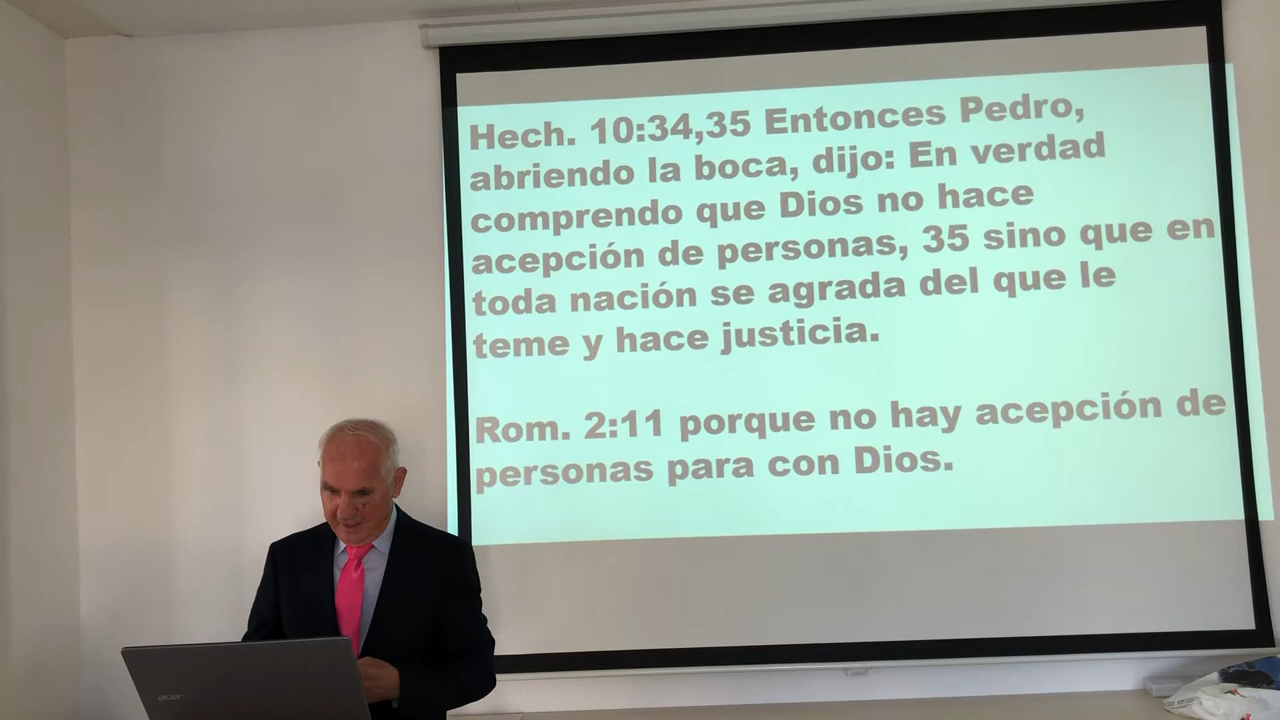 Hech. 10:34,35 Entonces Pedro,
abriendo la boca, dijo: En verdad
comprendo que Dios no hace
acepción de personas, 35 sino que en
toda nación se agrada del que le
teme y hace justicia.
Rom. 2:11 porque no hay acepción de
personas para con Dios.
acer